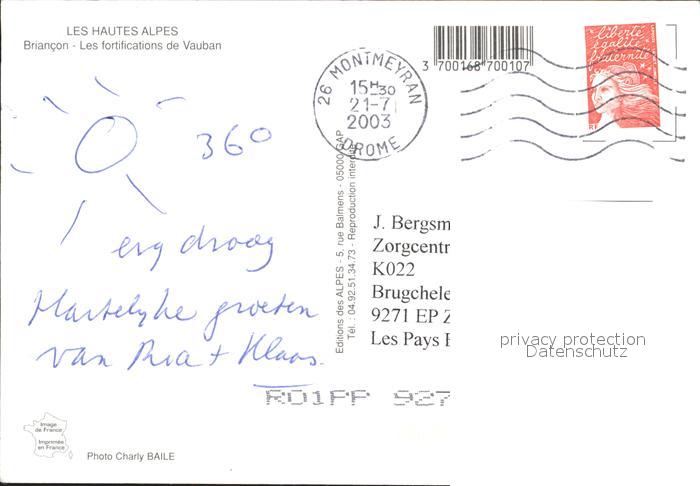 LES HAUTES ALPES
Briançon - Les fortifications de Vauban
3 700168 700107
liberté
égalité
fraternité
RF
26 MONTMEYRAN
15H30
21-7
2003
DROME
36°
erg droog
Hartelijke groeten
van Ria + Klaas.
Editions des ALPES - 5, rue Balmens - 05000 GAP
Tél. : 04.92.51.34.73 - Reproduction interdite
J. Bergsm
Zorgcentr
K022
Brugchele
9271 EP Z
Les Pays B
privacy protection
Datenschutz
RO1PP 927
Image
de France
Imprimée
en France
Photo Charly BAILE